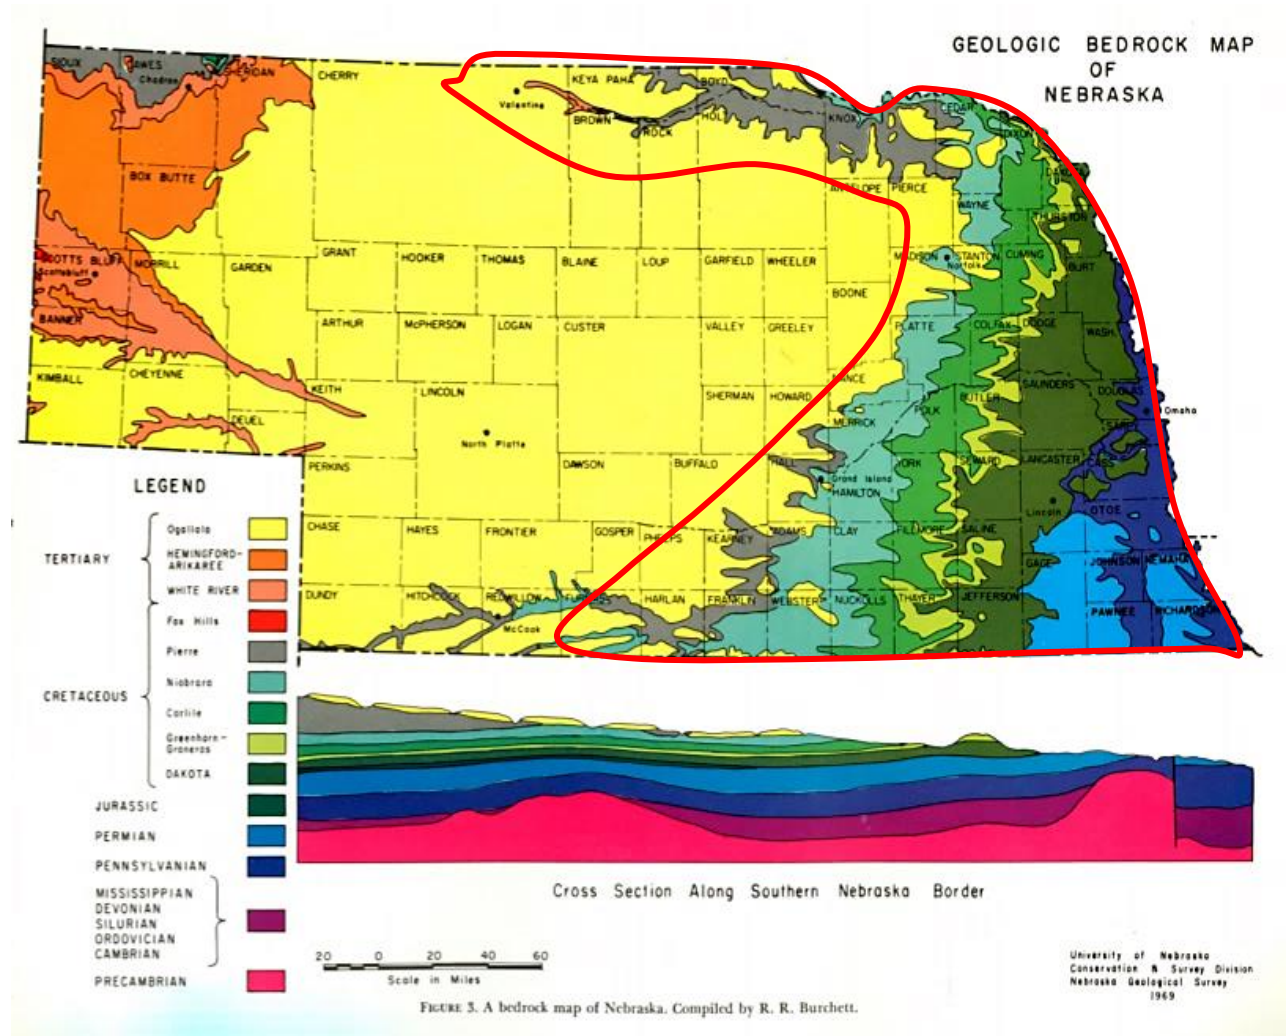 GEOLOGIC BEDROCK MAP
OF
NEBRASKA
SIOUX
DAWES
Chadron
SHERIDAN
CHERRY
KEYA PAHA
BOYD
Valentine
BROWN
ROCK
HOLT
KNOX
CEDAR
DIXON
DAKOTA
BOX BUTTE
ANTELOPE
PIERCE
WAYNE
THURSTON
SCOTTS BLUFF
Scottsbluff
MORRILL
GARDEN
GRANT
HOOKER
THOMAS
BLAINE
LOUP
GARFIELD
WHEELER
MADISON
Norfolk
STANTON
CUMING
BURT
BOONE
BANNER
ARTHUR
McPHERSON
LOGAN
CUSTER
VALLEY
GREELEY
PLATTE
COLFAX
DODGE
WASH.
KIMBALL
CHEYENNE
KEITH
LINCOLN
NANCE
SHERMAN
HOWARD
BUTLER
SAUNDERS
DOUGLAS
Omaha
DEUEL
MERRICK
POLK
SARPY
North Platte
PERKINS
DAWSON
BUFFALO
HALL
Grand Island
HAMILTON
YORK
SEWARD
LANCASTER
CASS
Lincoln
OTOE
CHASE
HAYES
FRONTIER
GOSPER
PHELPS
KEARNEY
ADAMS
CLAY
FILLMORE
SALINE
GAGE
JOHNSON
NEMAHA
DUNDY
HITCHCOCK
REDWILLOW
FURNAS
HARLAN
FRANKLIN
WEBSTER
NUCKOLLS
THAYER
JEFFERSON
PAWNEE
RICHARDSON
McCook
LEGEND
TERTIARY
Ogallala
HEMINGFORD-
ARIKAREE
WHITE RIVER
CRETACEOUS
Fox Hills
Pierre
Niobrara
Carlile
Greenhorn-
Graneros
DAKOTA
JURASSIC
PERMIAN
PENNSYLVANIAN
MISSISSIPPIAN
DEVONIAN
SILURIAN
ORDOVICIAN
CAMBRIAN
PRECAMBRIAN
Cross Section Along Southern Nebraska Border
20 0 20 40 60
Scale in Miles
University of Nebraska
Conservation & Survey Division
Nebraska Geological Survey
1969
FIGURE 3. A bedrock map of Nebraska. Compiled by R. R. Burchett.